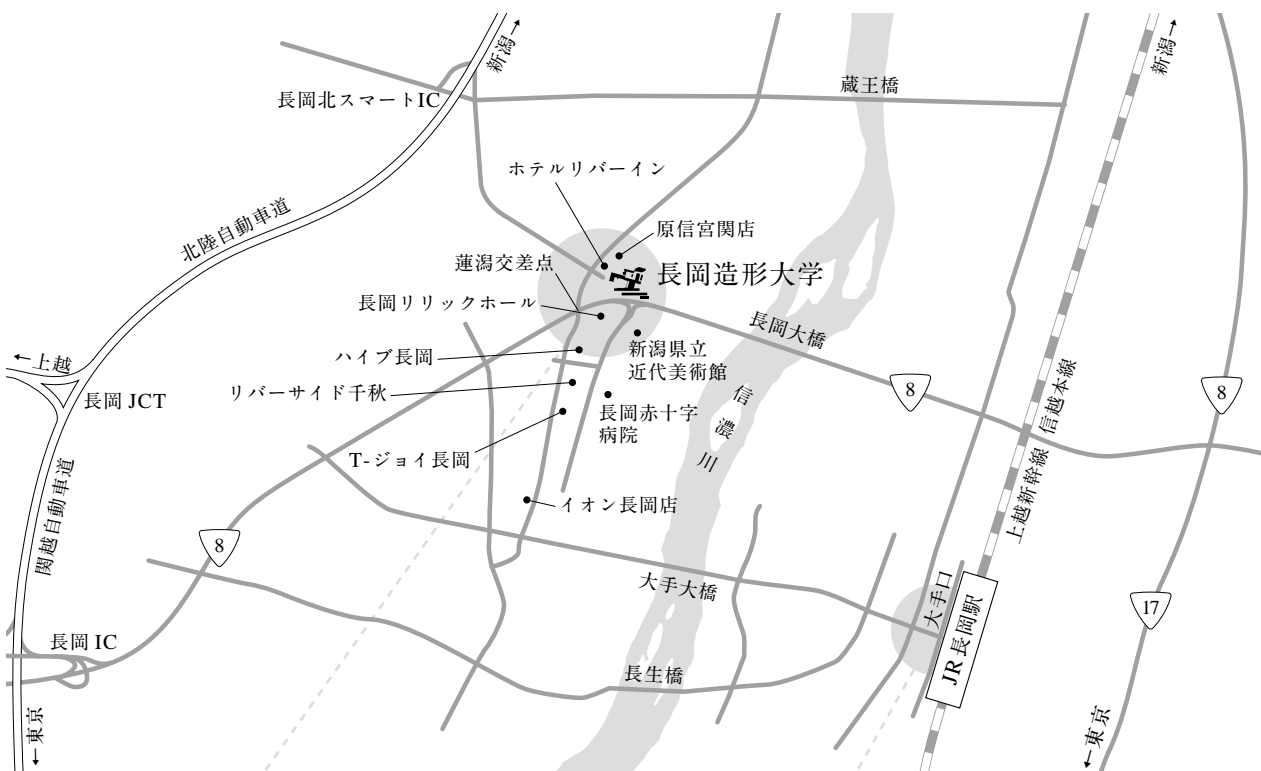 新潟→
新潟→
長岡北スマートIC
蔵王橋
ホテルリバーイン
北陸自動車道
原信宮関店
蓮潟交差点
長岡造形大学
長岡リリックホール
長岡大橋
←上越
ハイブ長岡
新潟県立
近代美術館
リバーサイド千秋
長岡JCT
8
8
信濃川
長岡赤十字
病院
信越本線
上越新幹線
T-ジョイ長岡
関越自動車道
イオン長岡店
8
大手大橋
大手口
17
長岡IC
JR長岡駅
長生橋
←東京
←東京